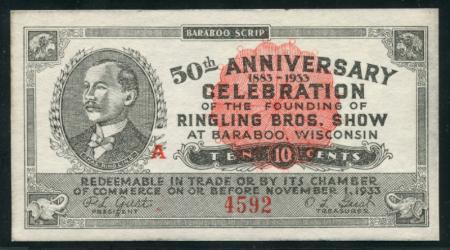 BARABOO SCRIP
50th ANNIVERSARY
1883-1933
CELEBRATION
OF THE FOUNDING OF
RINGLING BROS. SHOW
AT BARABOO, WISCONSIN
A
TEN 10 CENTS
REDEEMABLE IN TRADE OR BY ITS CHAMBER
OF COMMERCE ON OR BEFORE NOVEMBER 1, 1933
4592
PRESIDENT
TREASURER